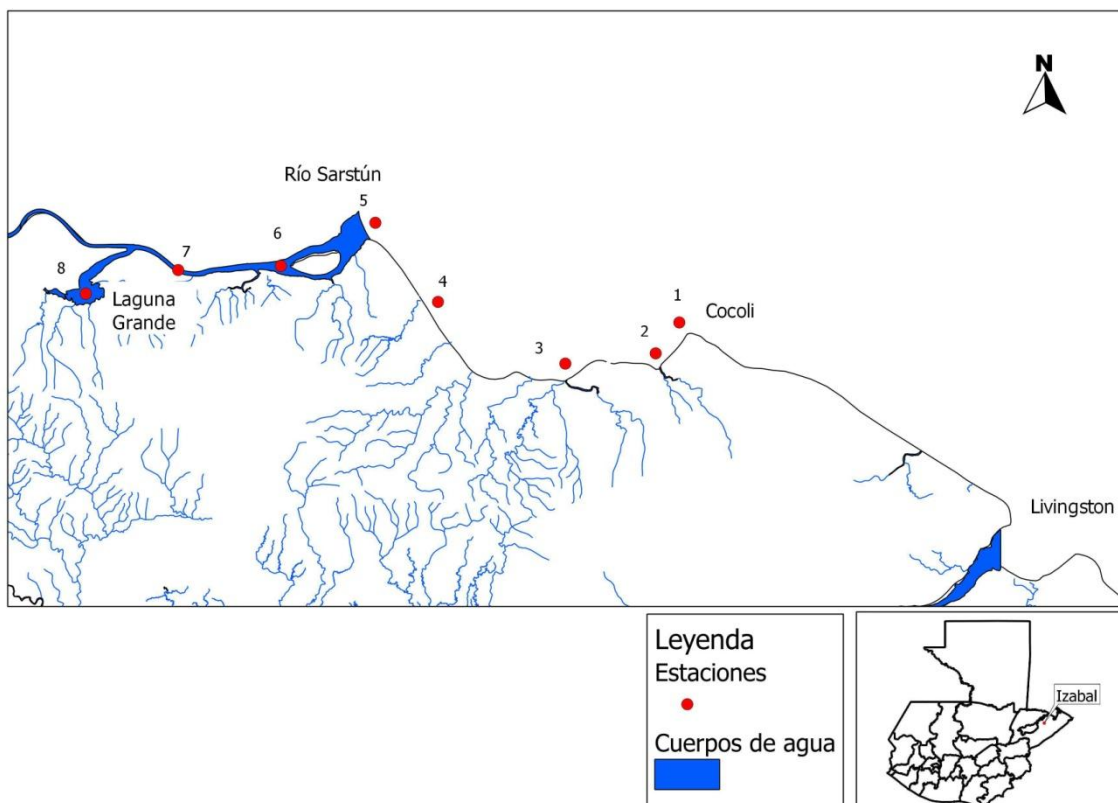 N
Río Sarstún
5
6
7
8
Laguna
Grande
4
1
Cocoli
2
3
Livingston
Leyenda
Estaciones
Cuerpos de agua
Izabal